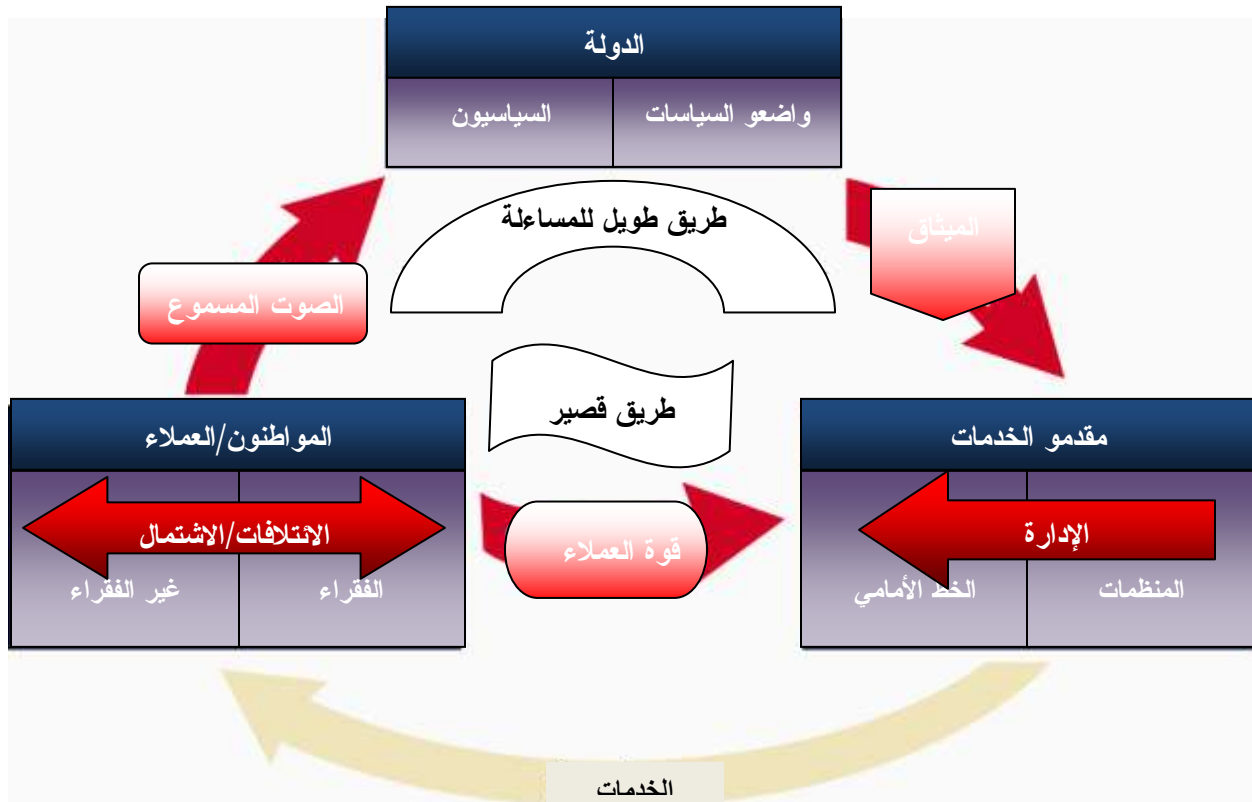 الدولة
واضعو السياسات
السياسيون
طريق طويل للمساءلة
الميثاق
الصوت المسموع
طريق قصير
المواطنون/العملاء
الائتلافات/الاشتمال
الفقراء
غير الفقراء
قوة العملاء
مقدمو الخدمات
الإدارة
المنظمات
الخط الأمامي
الخدمات